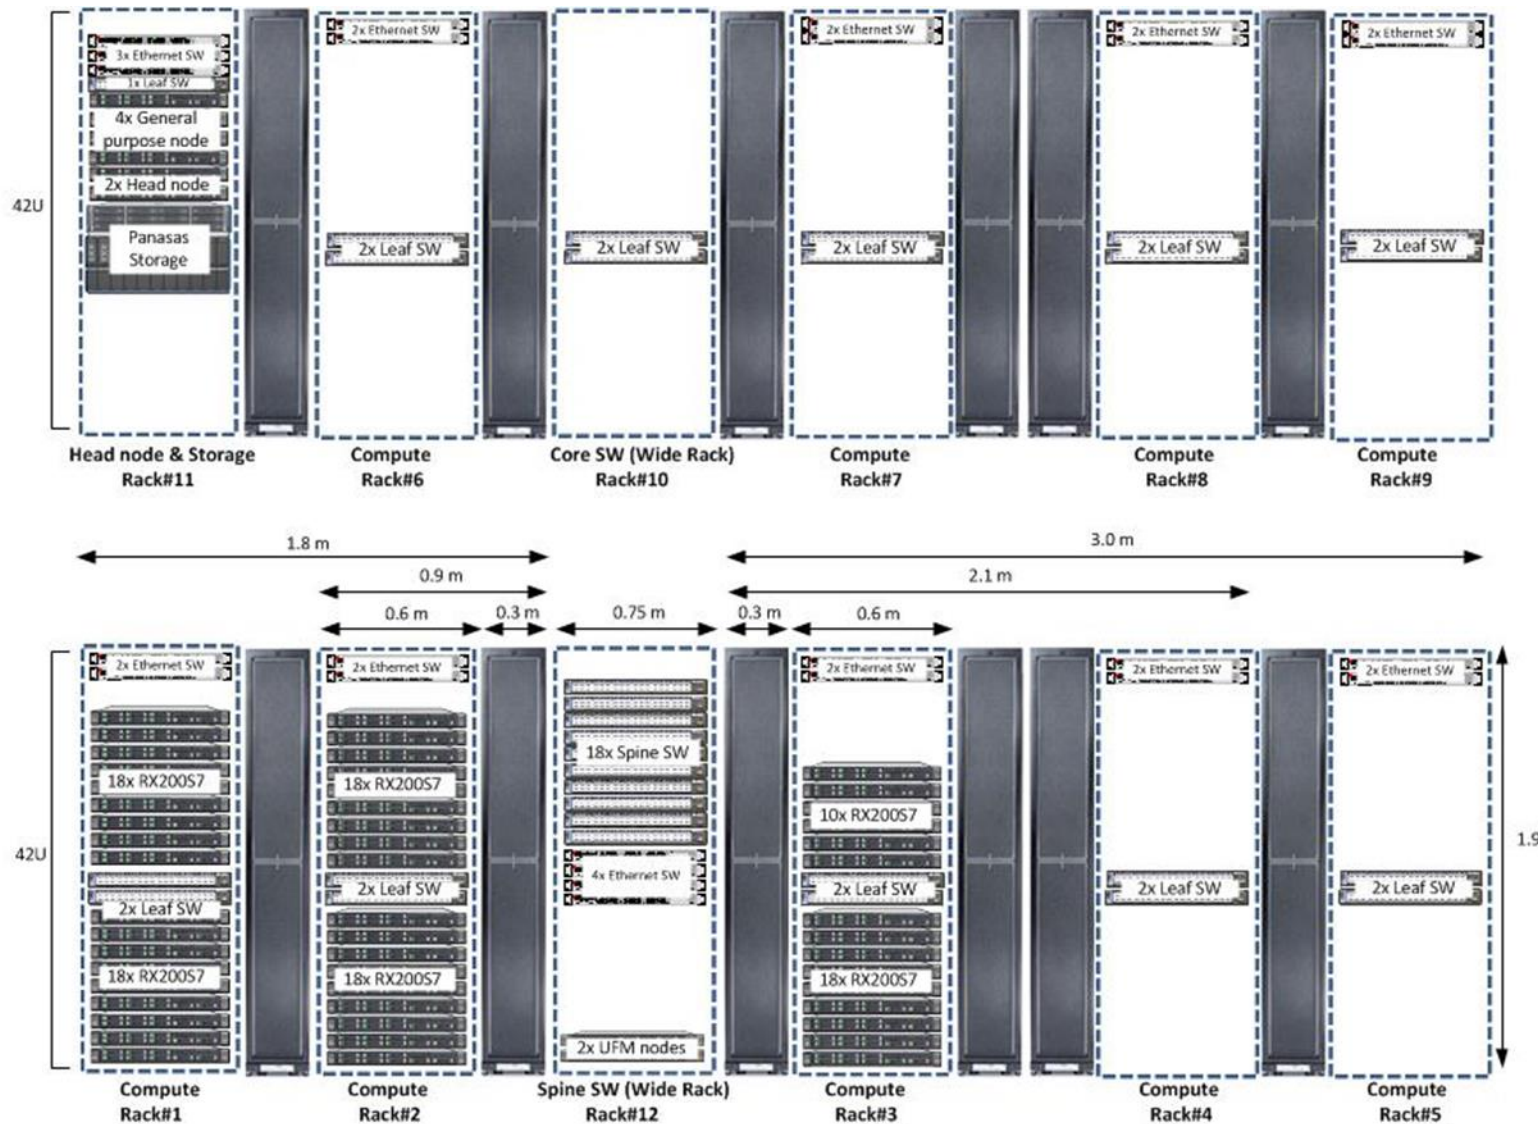 2x Ethernet SW
2x Ethernet SW
2x Ethernet SW
2x Ethernet SW
3x Ethernet SW
1x Leaf SW
4x General
purpose node
2x Head node
42U
Panasas
Storage
2x Leaf SW
2x Leaf SW
2x Leaf SW
2x Leaf SW
2x Leaf SW
Head node & Storage
Rack#11
Compute
Rack#6
Core SW (Wide Rack)
Rack#10
Compute
Rack#7
Compute
Rack#8
Compute
Rack#9
1.8 m
3.0 m
0.9 m
2.1 m
0.6 m
0.3 m
0.75 m
0.3 m
0.6 m
2x Ethernet SW
2x Ethernet SW
2x Ethernet SW
2x Ethernet SW
2x Ethernet SW
18x RX200S7
18x RX200S7
18x Spine SW
10x RX200S7
42U
1.9
4x Ethernet SW
2x Leaf SW
2x Leaf SW
2x Leaf SW
2x Leaf SW
2x Leaf SW
18x RX200S7
18x RX200S7
18x RX200S7
2x UFM nodes
Compute
Rack#1
Compute
Rack#2
Spine SW (Wide Rack)
Rack#12
Compute
Rack#3
Compute
Rack#4
Compute
Rack#5